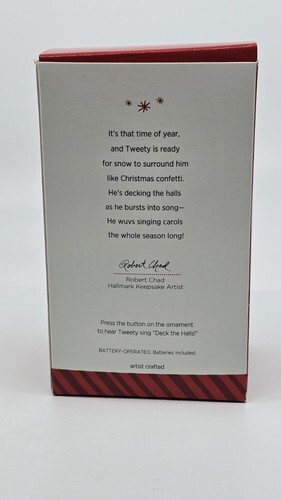 It's that time of year,
and Tweety is ready
for snow to surround him
like Christmas confetti.
He's decking the halls
as he bursts into song—
He wuvs singing carols
the whole season long!
Robert Chad
Robert Chad
Hallmark Keepsake Artist
Press the button on the ornament
to hear Tweety sing "Deck the Halls!"
BATTERY-OPERATED. Batteries included.
artist crafted